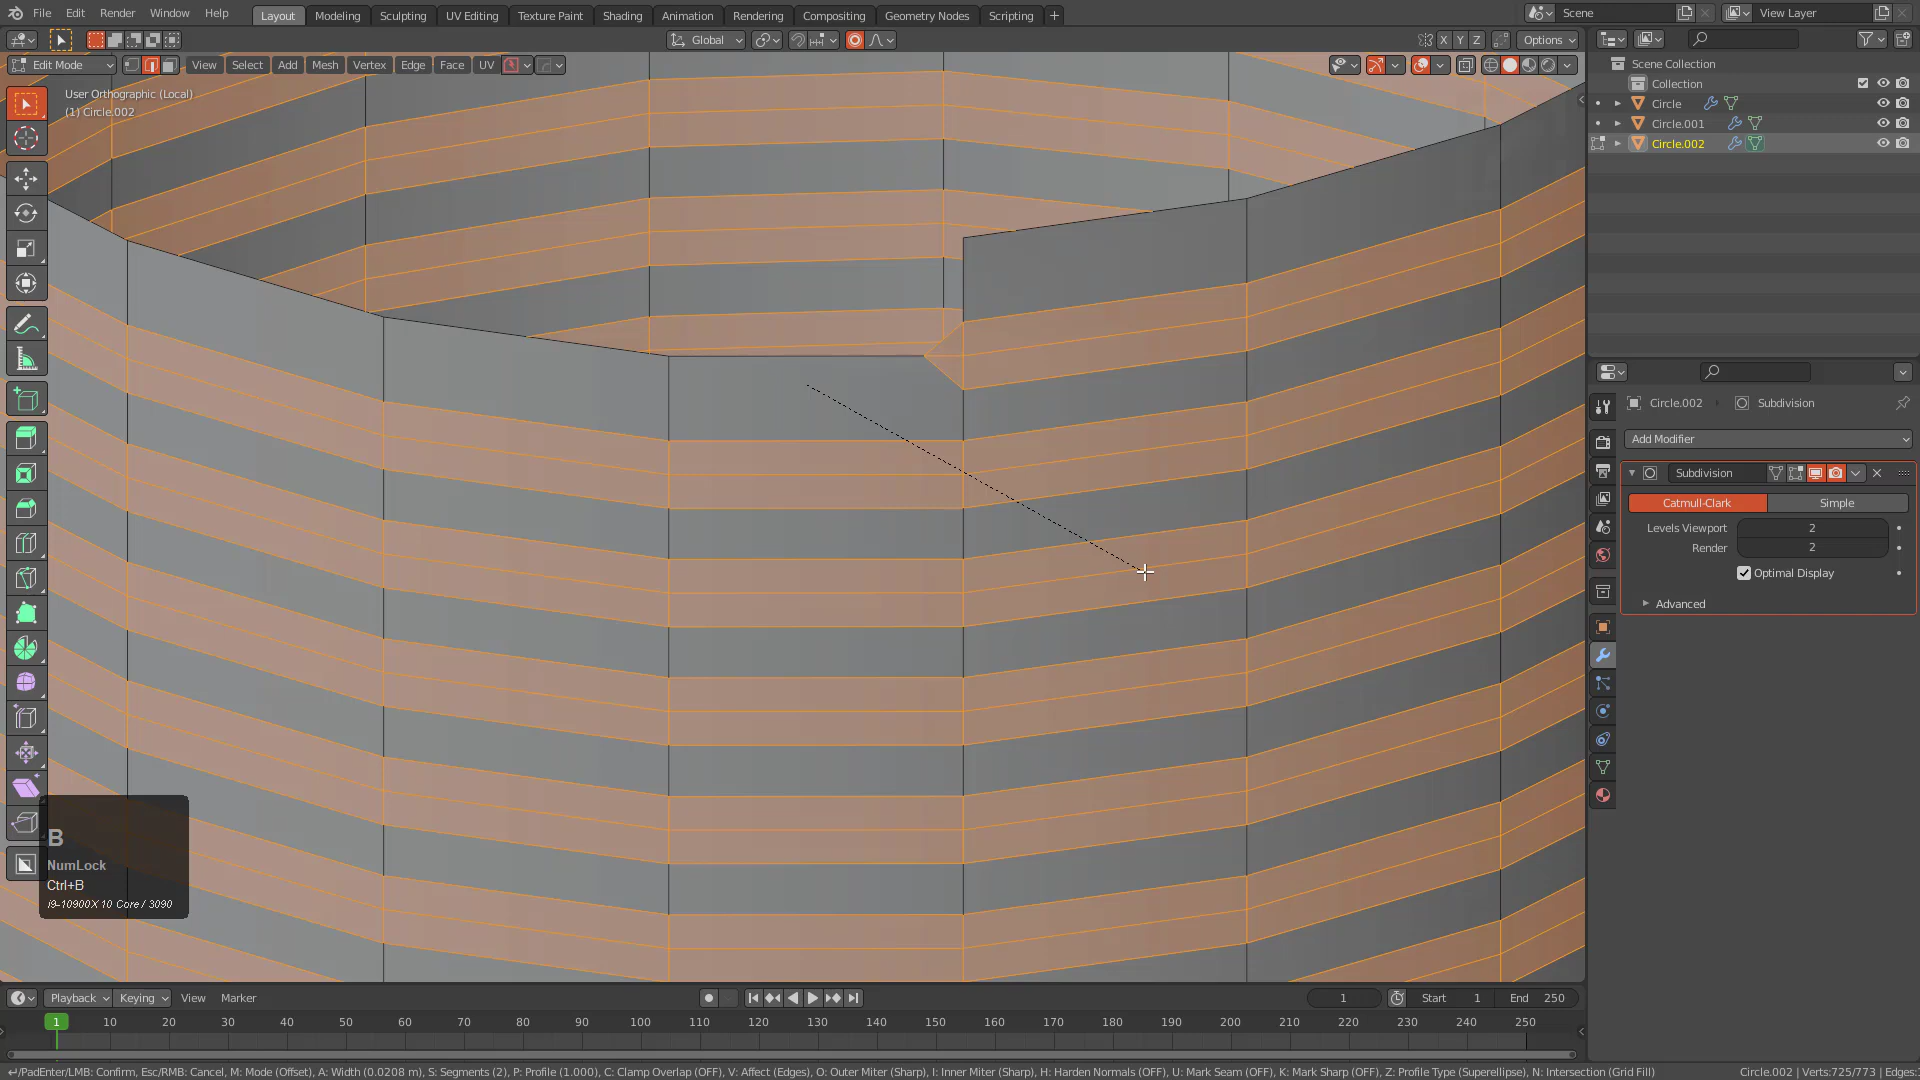 File Edit Render Window Help Layout Modeling Sculpting UV Editing Texture Paint Shading Animation Rendering Compositing Geometry Nodes Scripting + Scene View Layer
Global X Y Z Options
Edit Mode View Select Add Mesh Vertex Edge Face UV
User Orthographic (Local)
(1) Circle.002
Scene Collection
Collection
Circle
Circle.001
Circle.002
Circle.002 Subdivision
Add Modifier
Subdivision
Catmull-Clark Simple
Levels Viewport 2
Render 2
Optimal Display
Advanced
B
NumLock
Ctrl+B
i9-10900X 10 Core / 3090
Playback Keying View Marker 1 Start 1 End 250
1 10 20 30 40 50 60 70 80 90 100 110 120 130 140 150 160 170 180 190 200 210 220 230 240 250
↵/PadEnter/LMB: Confirm, Esc/RMB: Cancel, M: Mode (Offset), A: Width (0.0208 m), S: Segments (2), P: Profile (1.000), C: Clamp Overlap (OFF), V: Affect (Edges), O: Outer Miter (Sharp), I: Inner Miter (Sharp), H: Harden Normals (OFF), U: Mark Seam (OFF), K: Mark Sharp (OFF), Z: Profile Type (Superellipse), N: Intersection (Grid Fill) Circle.002 | Verts:725/773 | Edges: